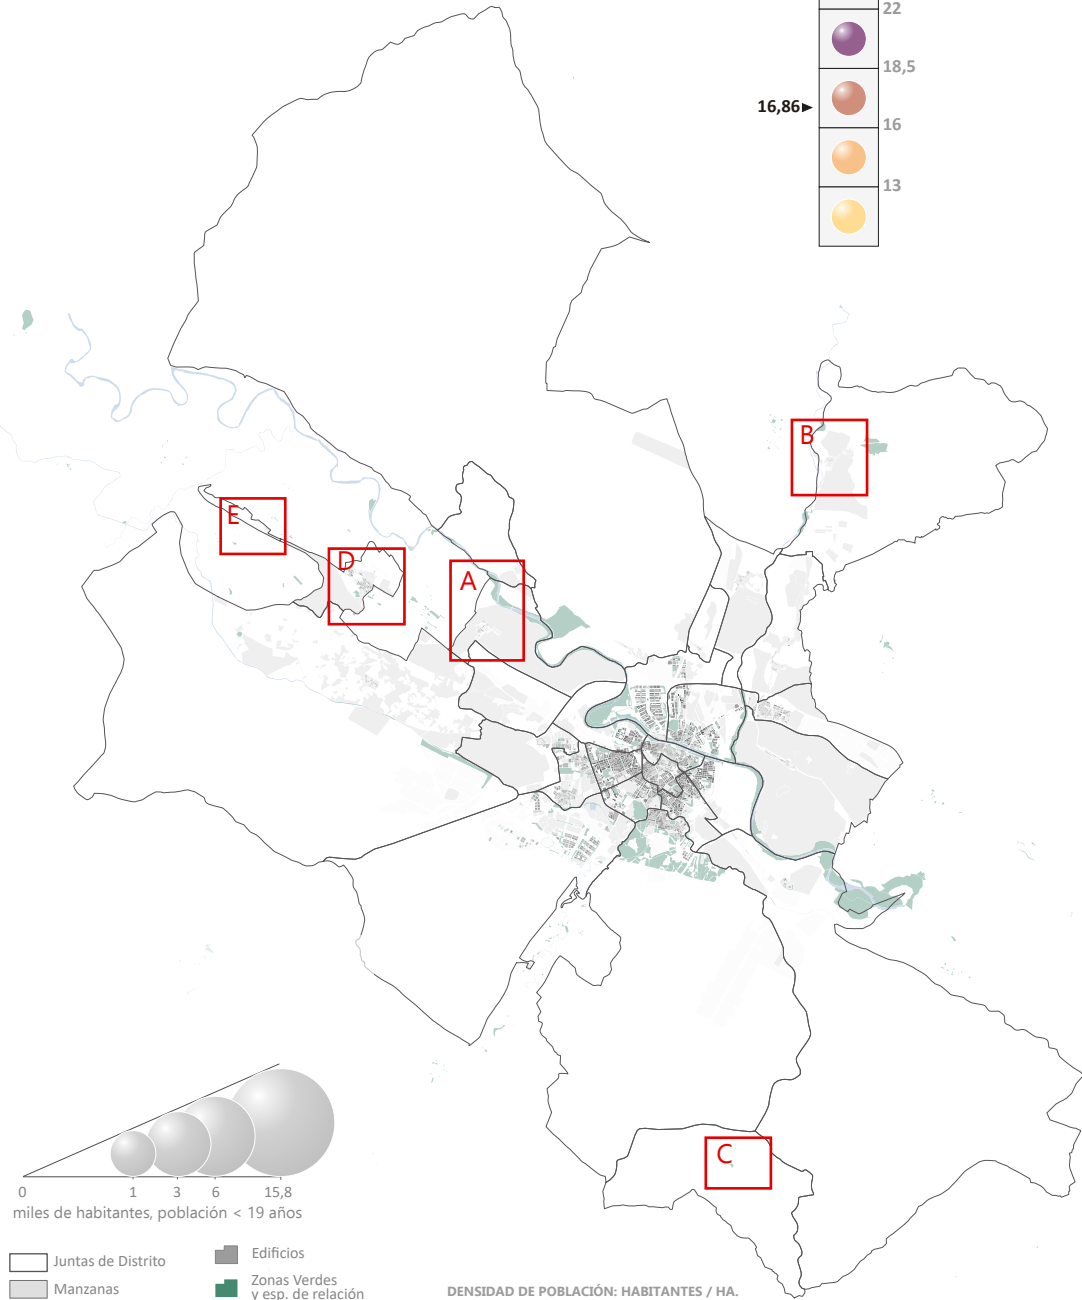 22
18,5
16,86
16
13
B
E
D
A
C
0 1 3 6 15,8
miles de habitantes, población < 19 años
Juntas de Distrito
Edificios
Manzanas
Zonas Verdes
y esp. de relación
DENSIDAD DE POBLACIÓN: HABITANTES / HA.